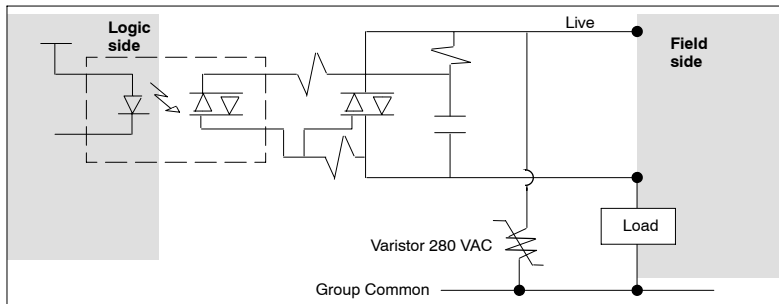 Logic
side
Live
Field
side
Load
Varistor 280 VAC
Group Common